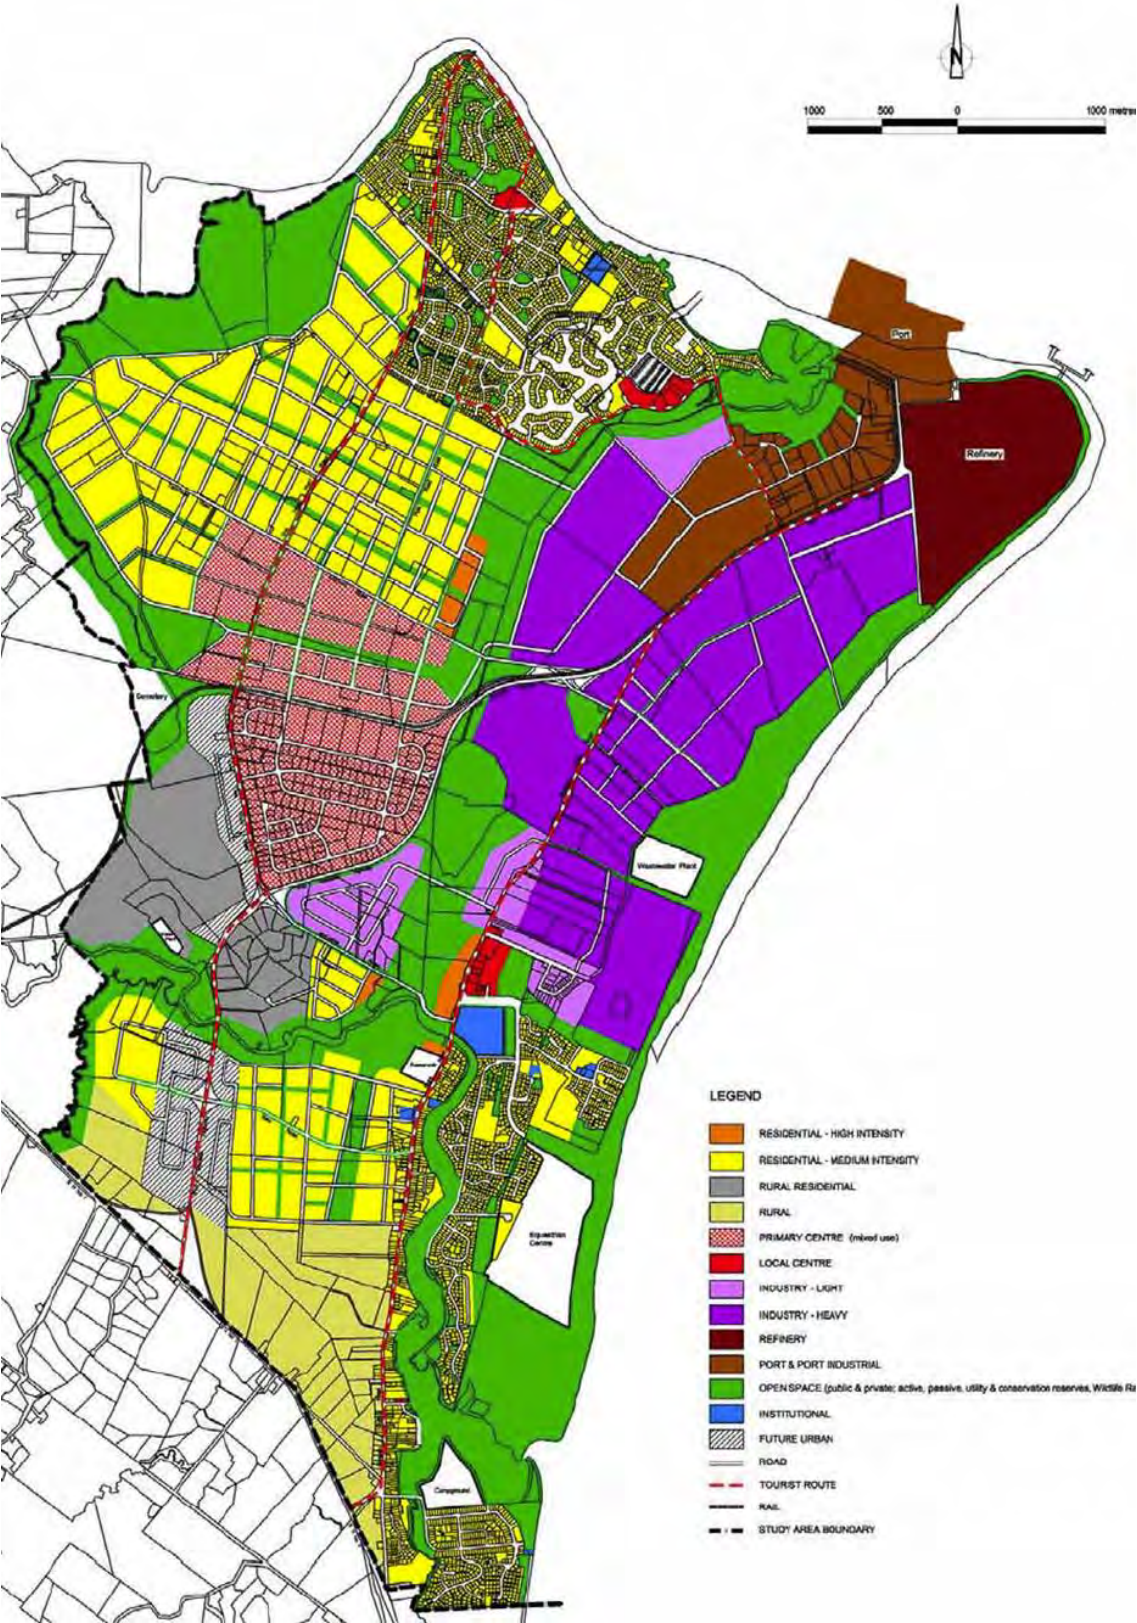 N
1000 500 0 1000 metres
Port
Refinery
Cemetery
Wastewater Plant
Equestrian
Centre
Campground
LEGEND
RESIDENTIAL - HIGH INTENSITY
RESIDENTIAL - MEDIUM INTENSITY
RURAL RESIDENTIAL
RURAL
PRIMARY CENTRE (mixed use)
LOCAL CENTRE
INDUSTRY - LIGHT
INDUSTRY - HEAVY
REFINERY
PORT & PORT INDUSTRIAL
OPEN SPACE (public & private; active, passive, utility & conservation reserves, Wildlife Ra
INSTITUTIONAL
FUTURE URBAN
ROAD
TOURIST ROUTE
RAIL
STUDY AREA BOUNDARY